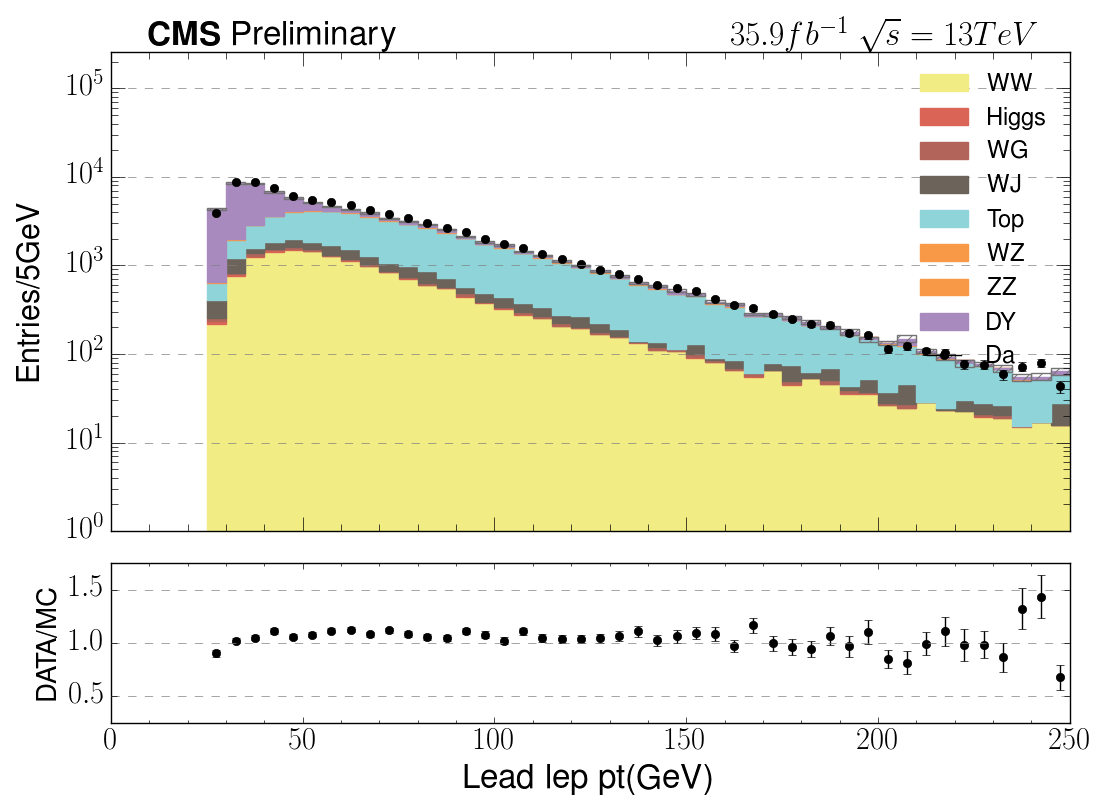 CMS Preliminary 35.9fb⁻¹ √s = 13TeV
Entries/5GeV
10⁵
10⁴
10³
10²
10¹
10⁰
WW
Higgs
WG
WJ
Top
WZ
ZZ
DY
Da
DATA/MC
1.5
1.0
0.5
0 50 100 150 200 250
Lead lep pt(GeV)